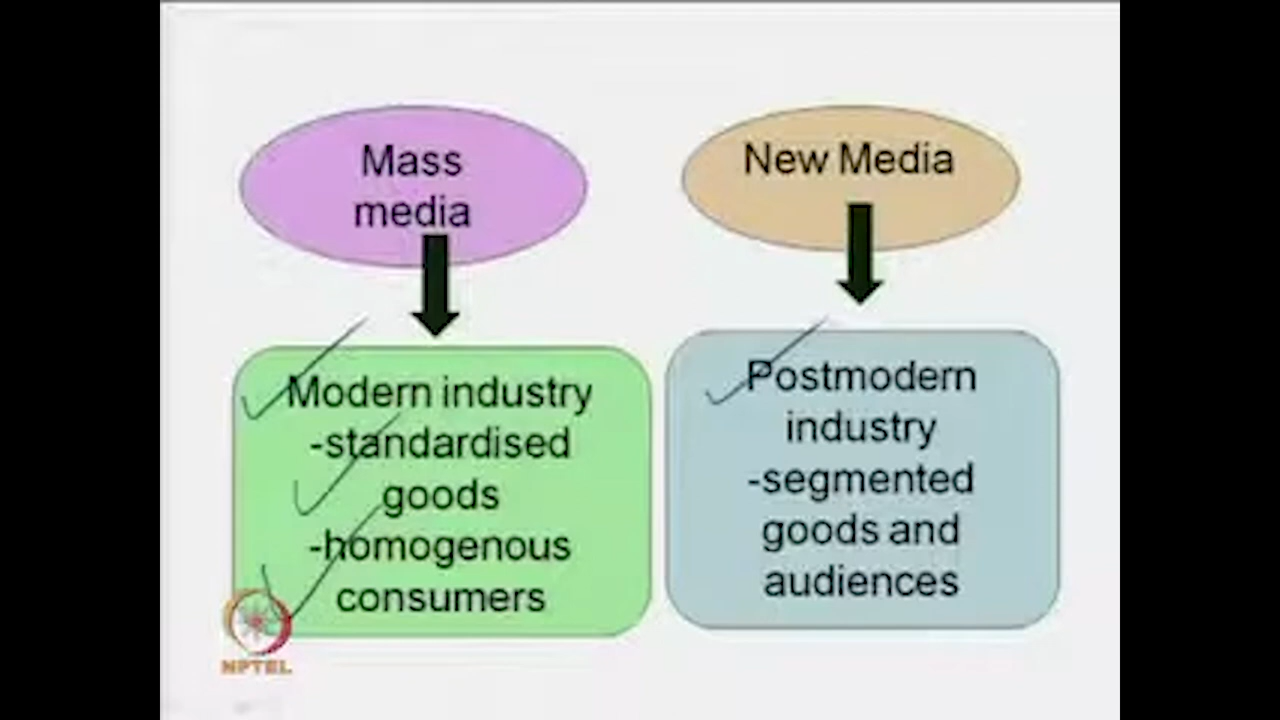 Mass
media
New Media
Modern industry
-standardised
goods
-homogenous
consumers
Postmodern
industry
-segmented
goods and
audiences
NPTEL